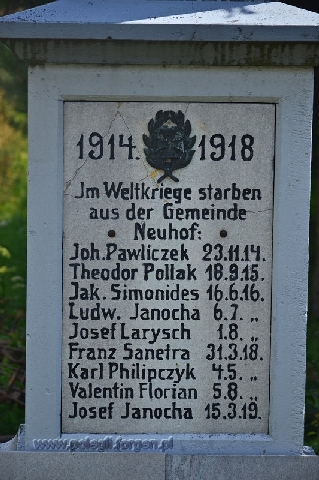 1914. 1918
Jm Weltkriege starben
aus der Gemeinde
Neuhof:
Joh. Pawliczek 23.11.14.
Theodor Pollak 18.9.15.
Jak. Simonides 16.6.16.
Ludw. Janocha 6.7. „
Josef Larysch 1.8. „
Franz Sanetra 31.3.18.
Karl Philipczyk 4.5. „
Valentin Florian 5.8. „
Josef Janocha 15.3.19.
www.polegli.forgen.pl